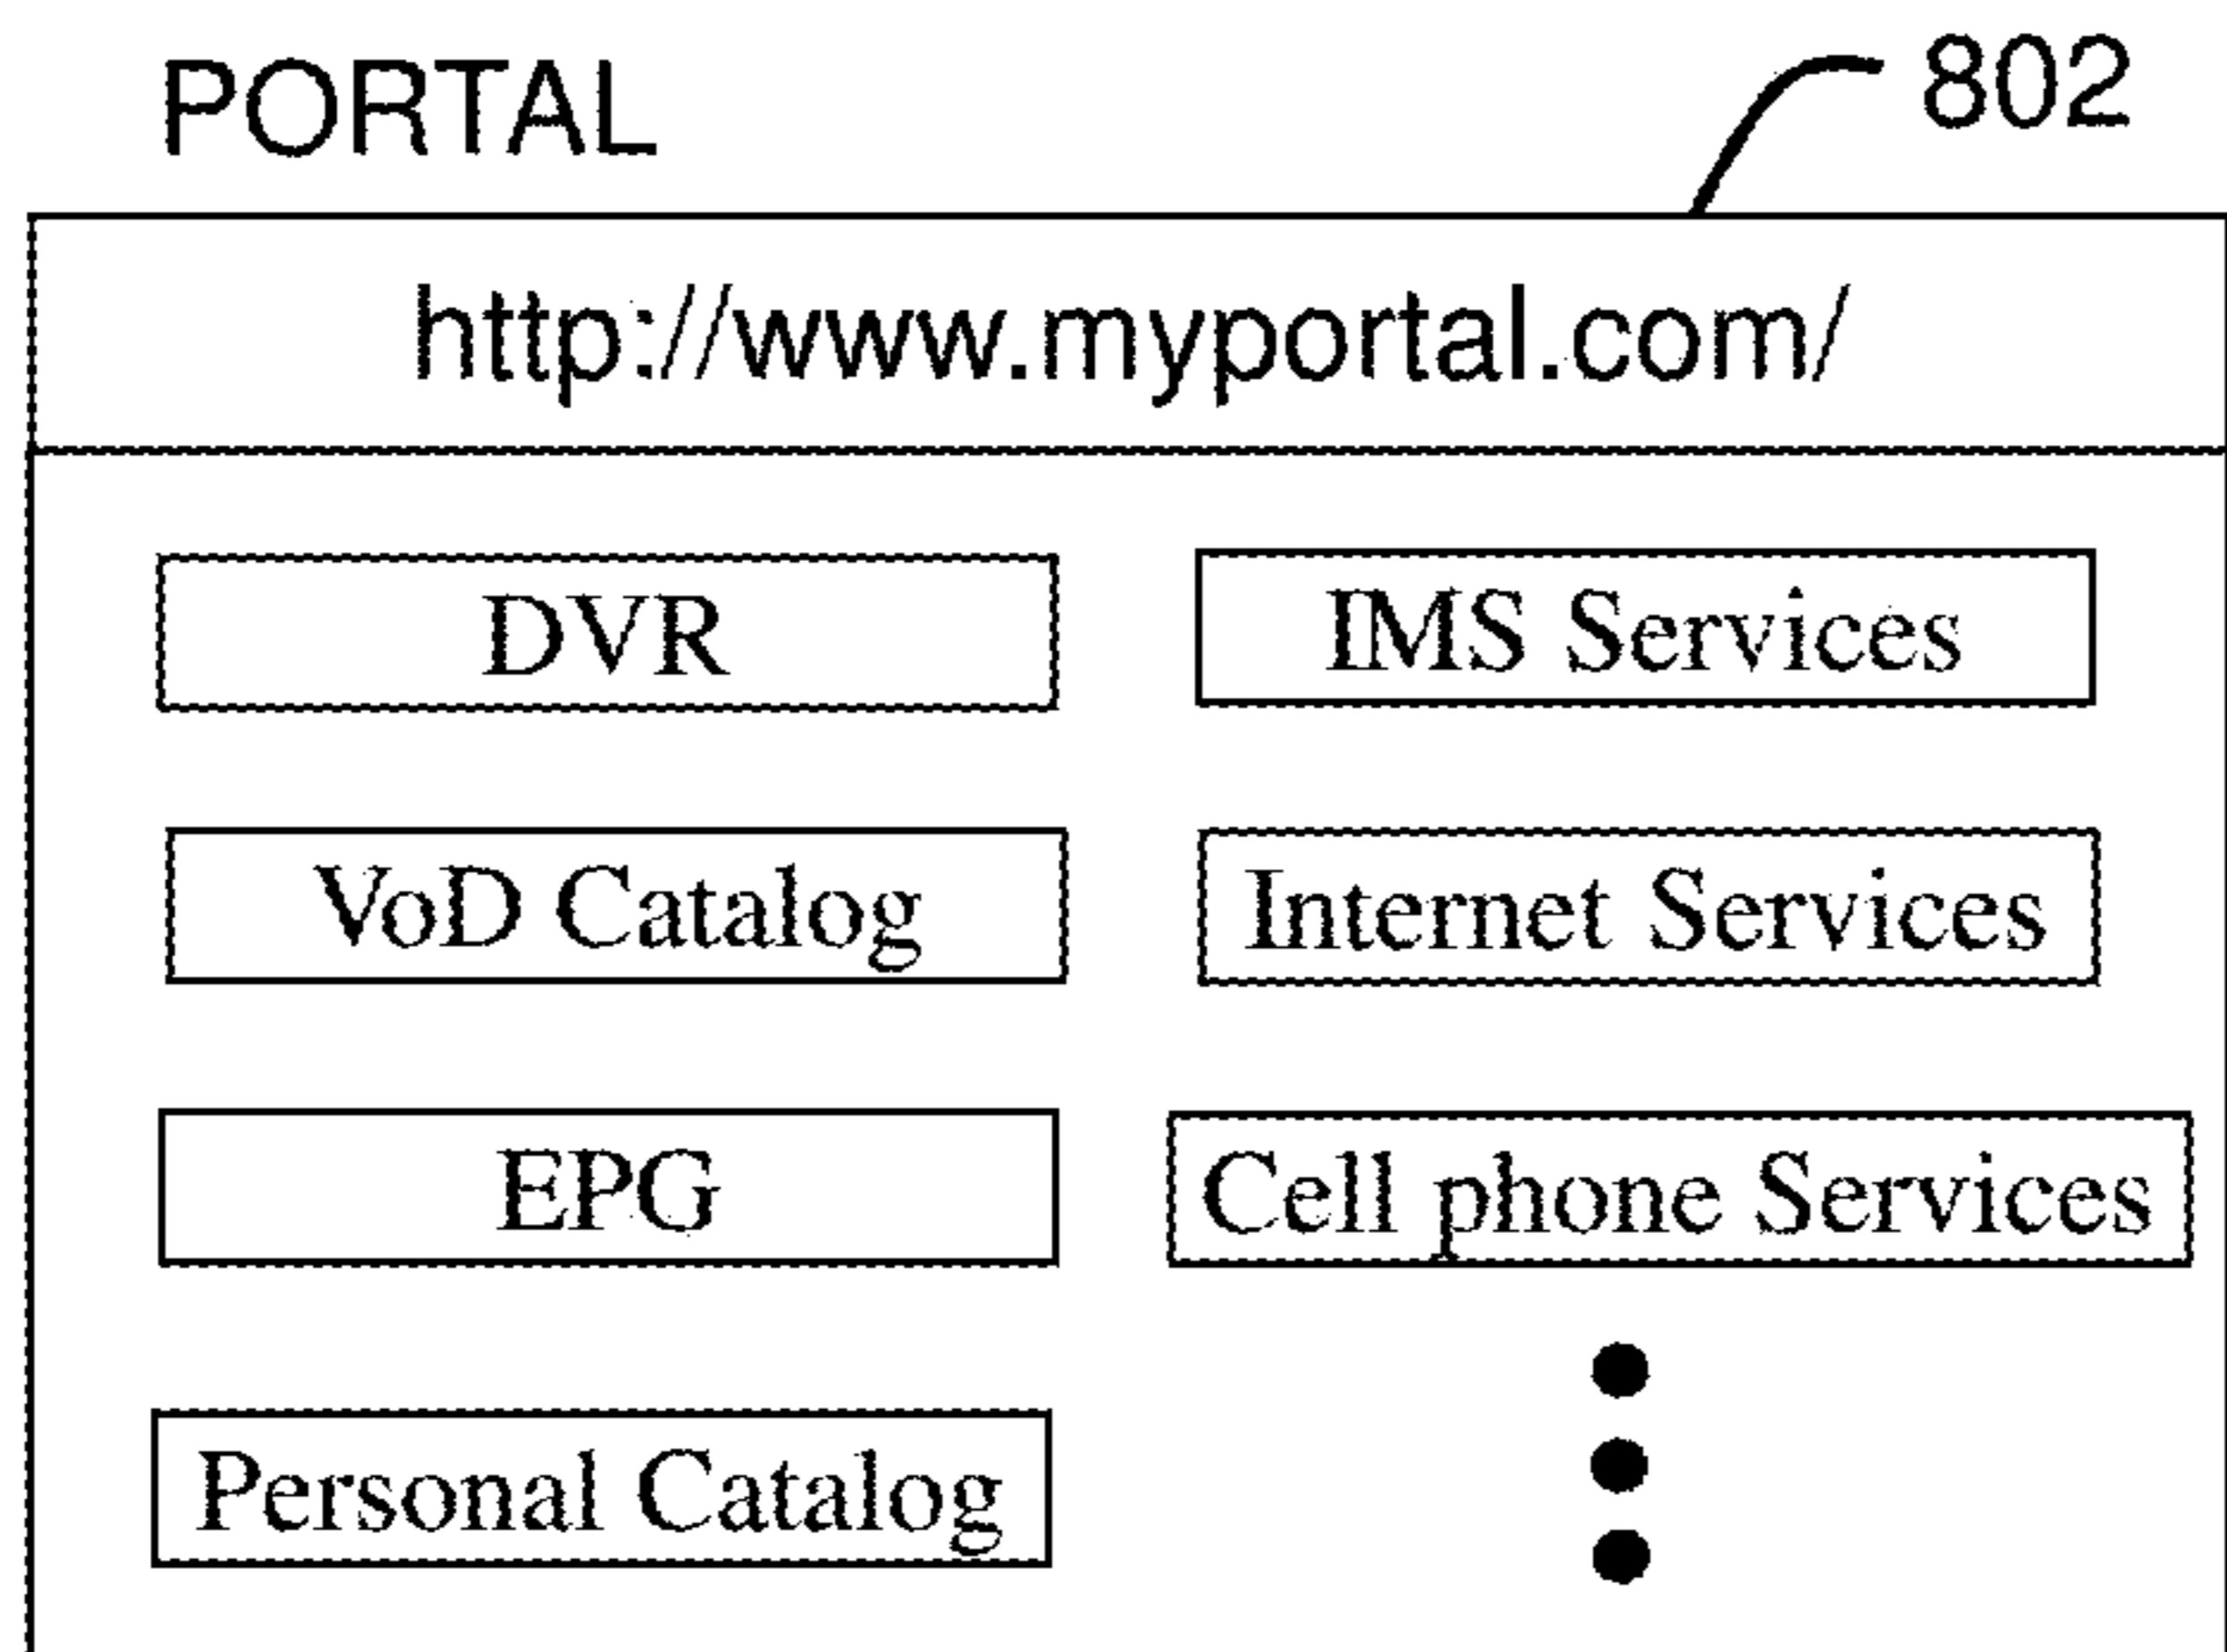 PORTAL
802
http://www.myportal.com/
DVR
IMS Services
VoD Catalog
Internet Services
EPG
Cell phone Services
Personal Catalog